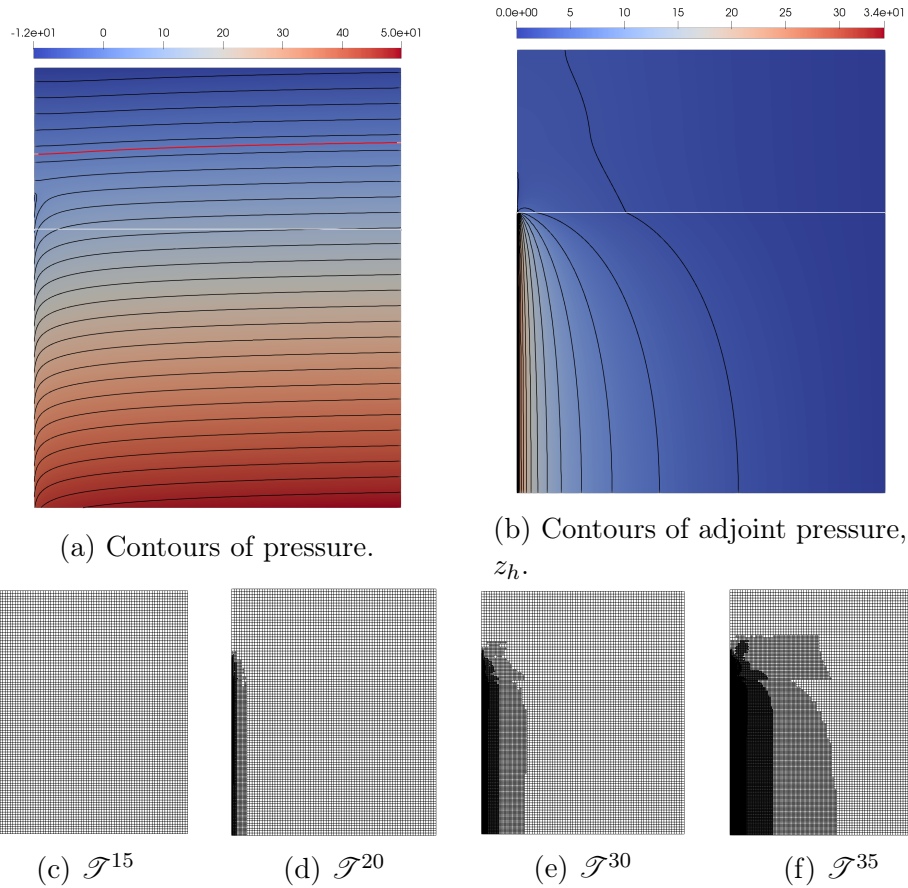 -1.2e+01 0 10 20 30 40 5.0e+01
0.0e+00 5 10 15 20 25 30 3.4e+01
(a) Contours of pressure.
(b) Contours of adjoint pressure,
z_h.
(c) 𝒯^15
(d) 𝒯^20
(e) 𝒯^30
(f) 𝒯^35